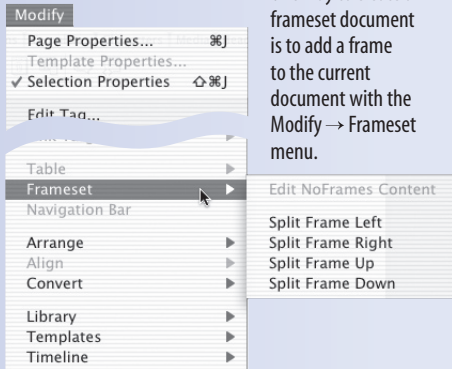 frameset document
is to add a frame
to the current
document with the
Modify → Frameset
menu.
Modify
Page Properties... ⌘J
Template Properties...
✓ Selection Properties ⇧⌘J
Edit Tag...
Table
Frameset
Navigation Bar
Arrange
Align
Convert
Library
Templates
Timeline
Edit NoFrames Content
Split Frame Left
Split Frame Right
Split Frame Up
Split Frame Down